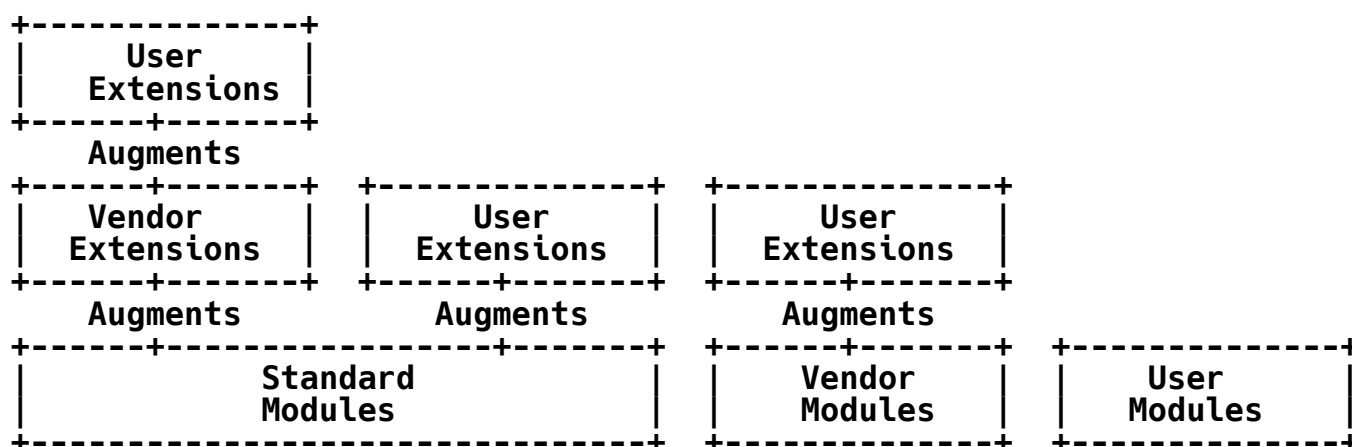 +--------------+
|     User     |
|   Extensions |
+------+-------+
    Augments
+------+-------+  +--------------+  +--------------+
|   Vendor     |  |     User     |  |     User     |
|  Extensions  |  |  Extensions  |  |  Extensions  |
+------+-------+  +------+-------+  +------+-------+
    Augments          Augments          Augments
+------+-----------------+-------+  +------+-------+  +--------------+
|            Standard            |  |    Vendor    |  |    User      |
|            Modules             |  |    Modules   |  |   Modules    |
+--------------------------------+  +--------------+  +--------------+